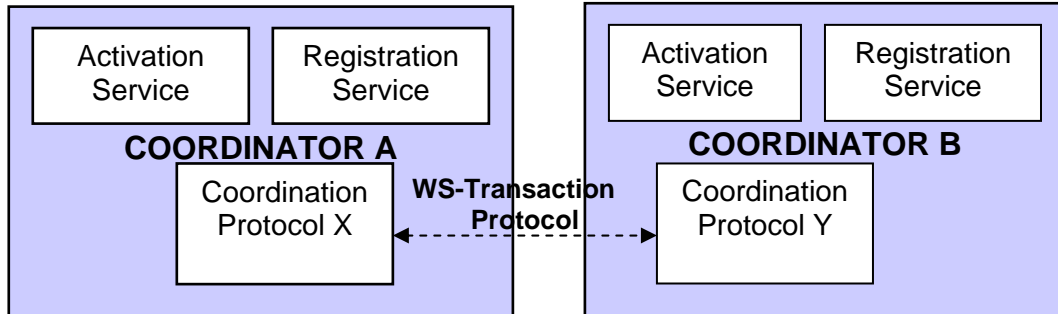 Activation
Service
Registration
Service
COORDINATOR A
Coordination
Protocol X
WS-Transaction
Protocol
Activation
Service
Registration
Service
COORDINATOR B
Coordination
Protocol Y